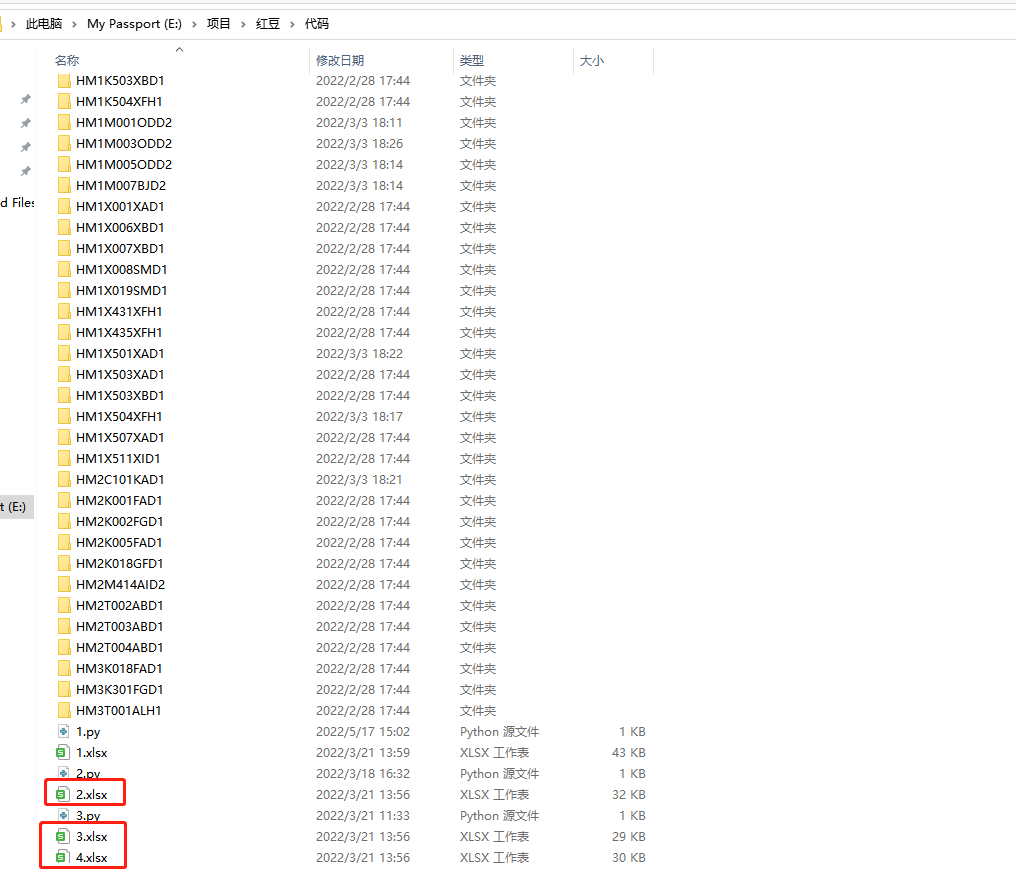 此电脑 > My Passport (E:) > 项目 > 红豆 > 代码
名称 修改日期 类型 大小
HM1K503XBD1 2022/2/28 17:44 文件夹
HM1K504XFH1 2022/2/28 17:44 文件夹
HM1M001ODD2 2022/3/3 18:11 文件夹
HM1M003ODD2 2022/3/3 18:26 文件夹
HM1M005ODD2 2022/3/3 18:14 文件夹
HM1M007BJD2 2022/3/3 18:14 文件夹
d Files HM1X001XAD1 2022/2/28 17:44 文件夹
HM1X006XBD1 2022/2/28 17:44 文件夹
HM1X007XBD1 2022/2/28 17:44 文件夹
HM1X008SMD1 2022/2/28 17:44 文件夹
HM1X019SMD1 2022/2/28 17:44 文件夹
HM1X431XFH1 2022/2/28 17:44 文件夹
HM1X435XFH1 2022/2/28 17:44 文件夹
HM1X501XAD1 2022/3/3 18:22 文件夹
HM1X503XAD1 2022/2/28 17:44 文件夹
HM1X503XBD1 2022/2/28 17:44 文件夹
HM1X504XFH1 2022/3/3 18:17 文件夹
HM1X507XAD1 2022/2/28 17:44 文件夹
HM1X511XID1 2022/2/28 17:44 文件夹
HM2C101KAD1 2022/3/3 18:21 文件夹
t (E:) HM2K001FAD1 2022/2/28 17:44 文件夹
HM2K002FGD1 2022/2/28 17:44 文件夹
HM2K005FAD1 2022/2/28 17:44 文件夹
HM2K018GFD1 2022/2/28 17:44 文件夹
HM2M414AID2 2022/2/28 17:44 文件夹
HM2T002ABD1 2022/2/28 17:44 文件夹
HM2T003ABD1 2022/2/28 17:44 文件夹
HM2T004ABD1 2022/2/28 17:44 文件夹
HM3K018FAD1 2022/2/28 17:44 文件夹
HM3K301FGD1 2022/2/28 17:44 文件夹
HM3T001ALH1 2022/2/28 17:44 文件夹
1.py 2022/5/17 15:02 Python 源文件 1 KB
1.xlsx 2022/3/21 13:59 XLSX 工作表 43 KB
2.py 2022/3/18 16:32 Python 源文件 1 KB
2.xlsx 2022/3/21 13:56 XLSX 工作表 32 KB
3.py 2022/3/21 11:33 Python 源文件 1 KB
3.xlsx 2022/3/21 13:56 XLSX 工作表 29 KB
4.xlsx 2022/3/21 13:56 XLSX 工作表 30 KB